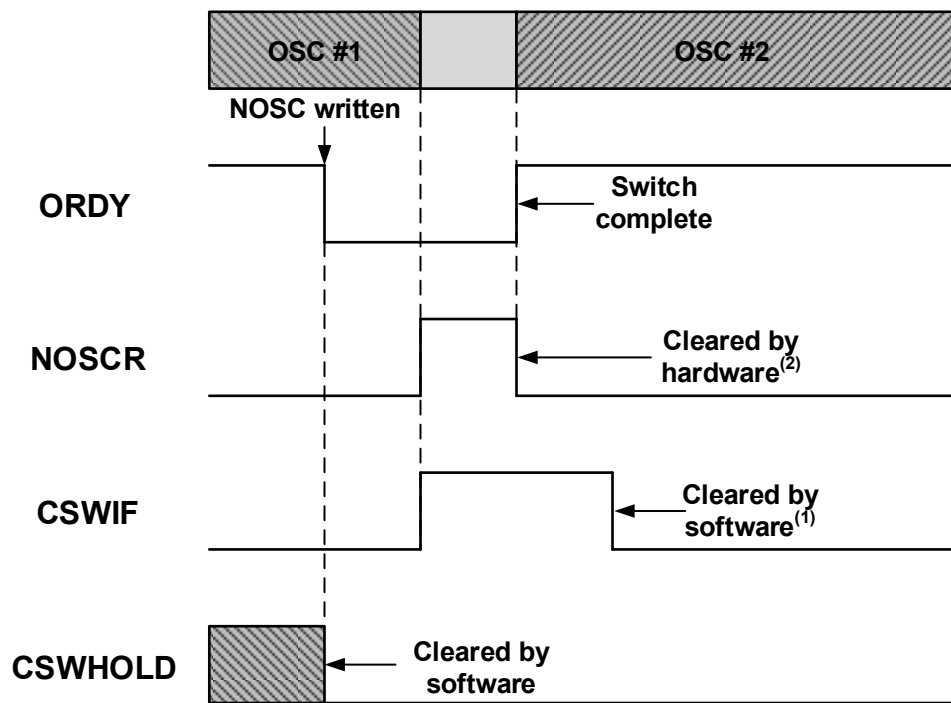 OSC #1
OSC #2
NOSC written
ORDY
Switch
complete
NOSCR
Cleared by
hardware(2)
CSWIF
Cleared by
software(1)
CSWHOLD
Cleared by
software